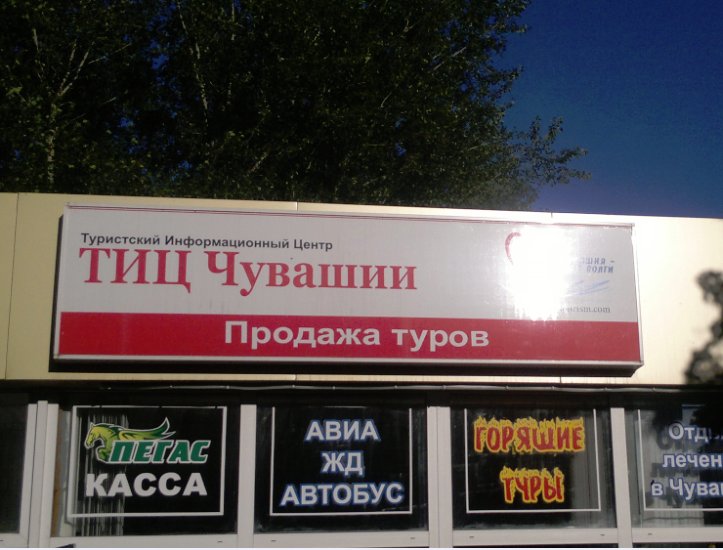 Туристский Информационный Центр
ТИЦ Чувашии
Продажа туров
ПЕГАС
КАССА
АВИА
ЖД
АВТОБУС
ГОРЯЩИЕ
ТУРЫ
в